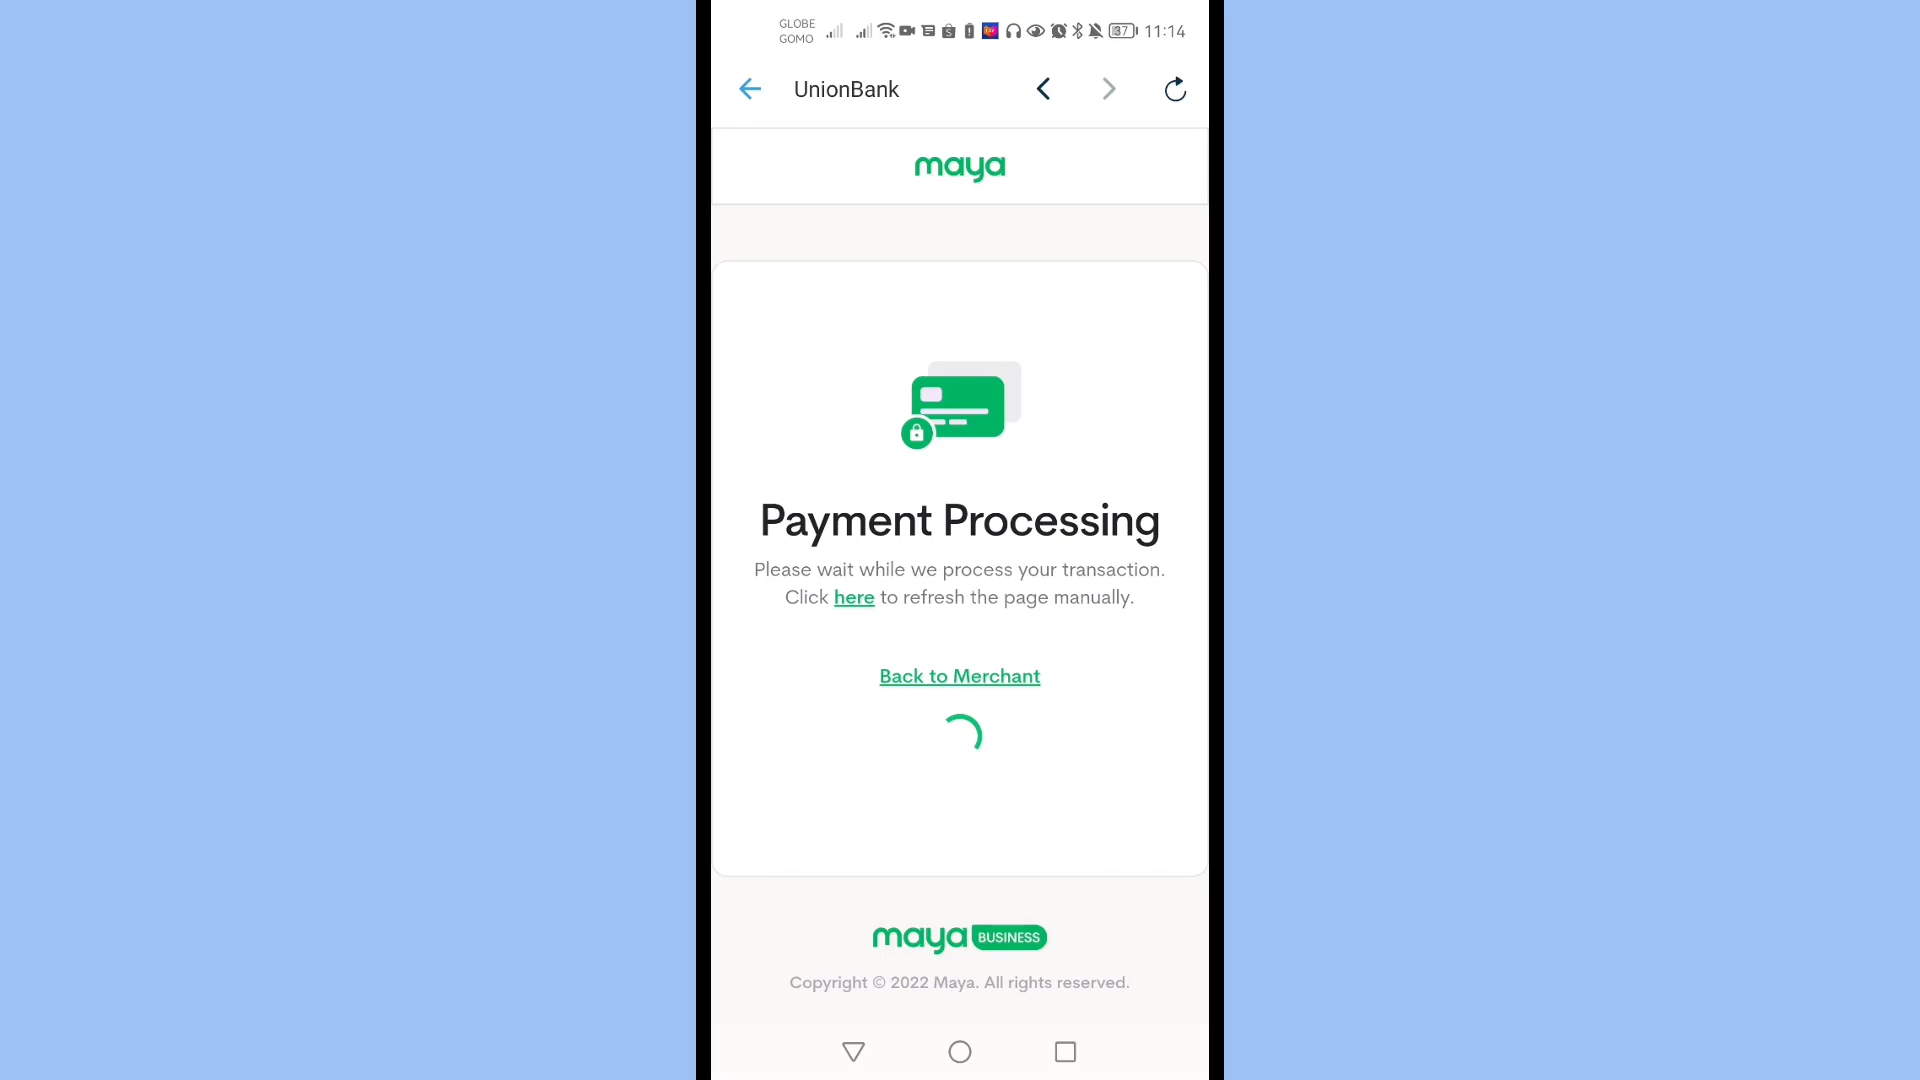 GLOBE
GOMO
37
11:14
UnionBank
maya
Payment Processing
Please wait while we process your transaction.
Click here to refresh the page manually.
Back to Merchant
maya BUSINESS
Copyright © 2022 Maya. All rights reserved.